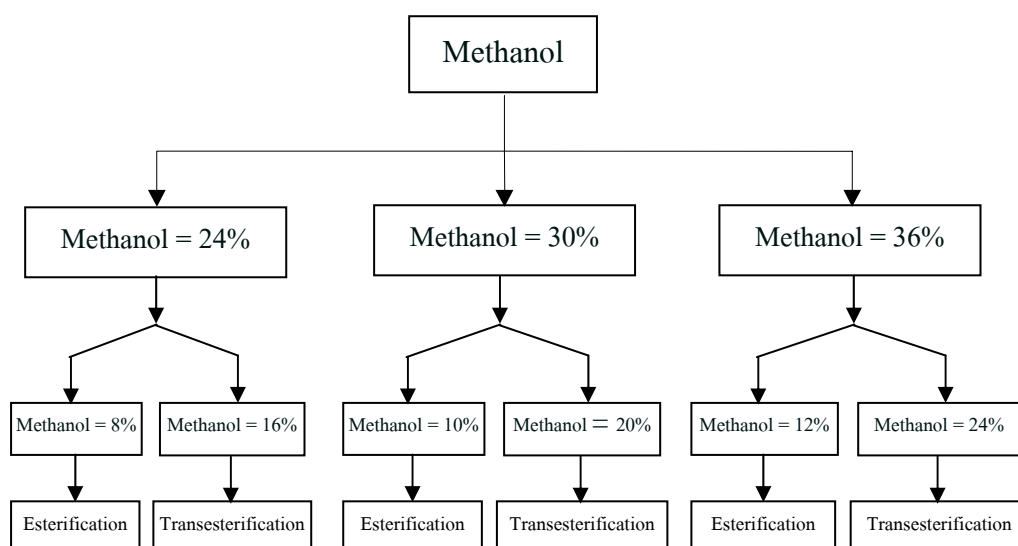 Methanol
Methanol = 24%
Methanol = 30%
Methanol = 36%
Methanol = 8%
Methanol = 16%
Methanol = 10%
Methanol = 20%
Methanol = 12%
Methanol = 24%
Esterification
Transesterification
Esterification
Transesterification
Esterification
Transesterification